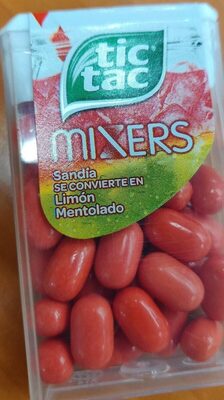 tic
tac
MIXERS
Sandía
SE CONVIERTE EN
Limón
Mentolado